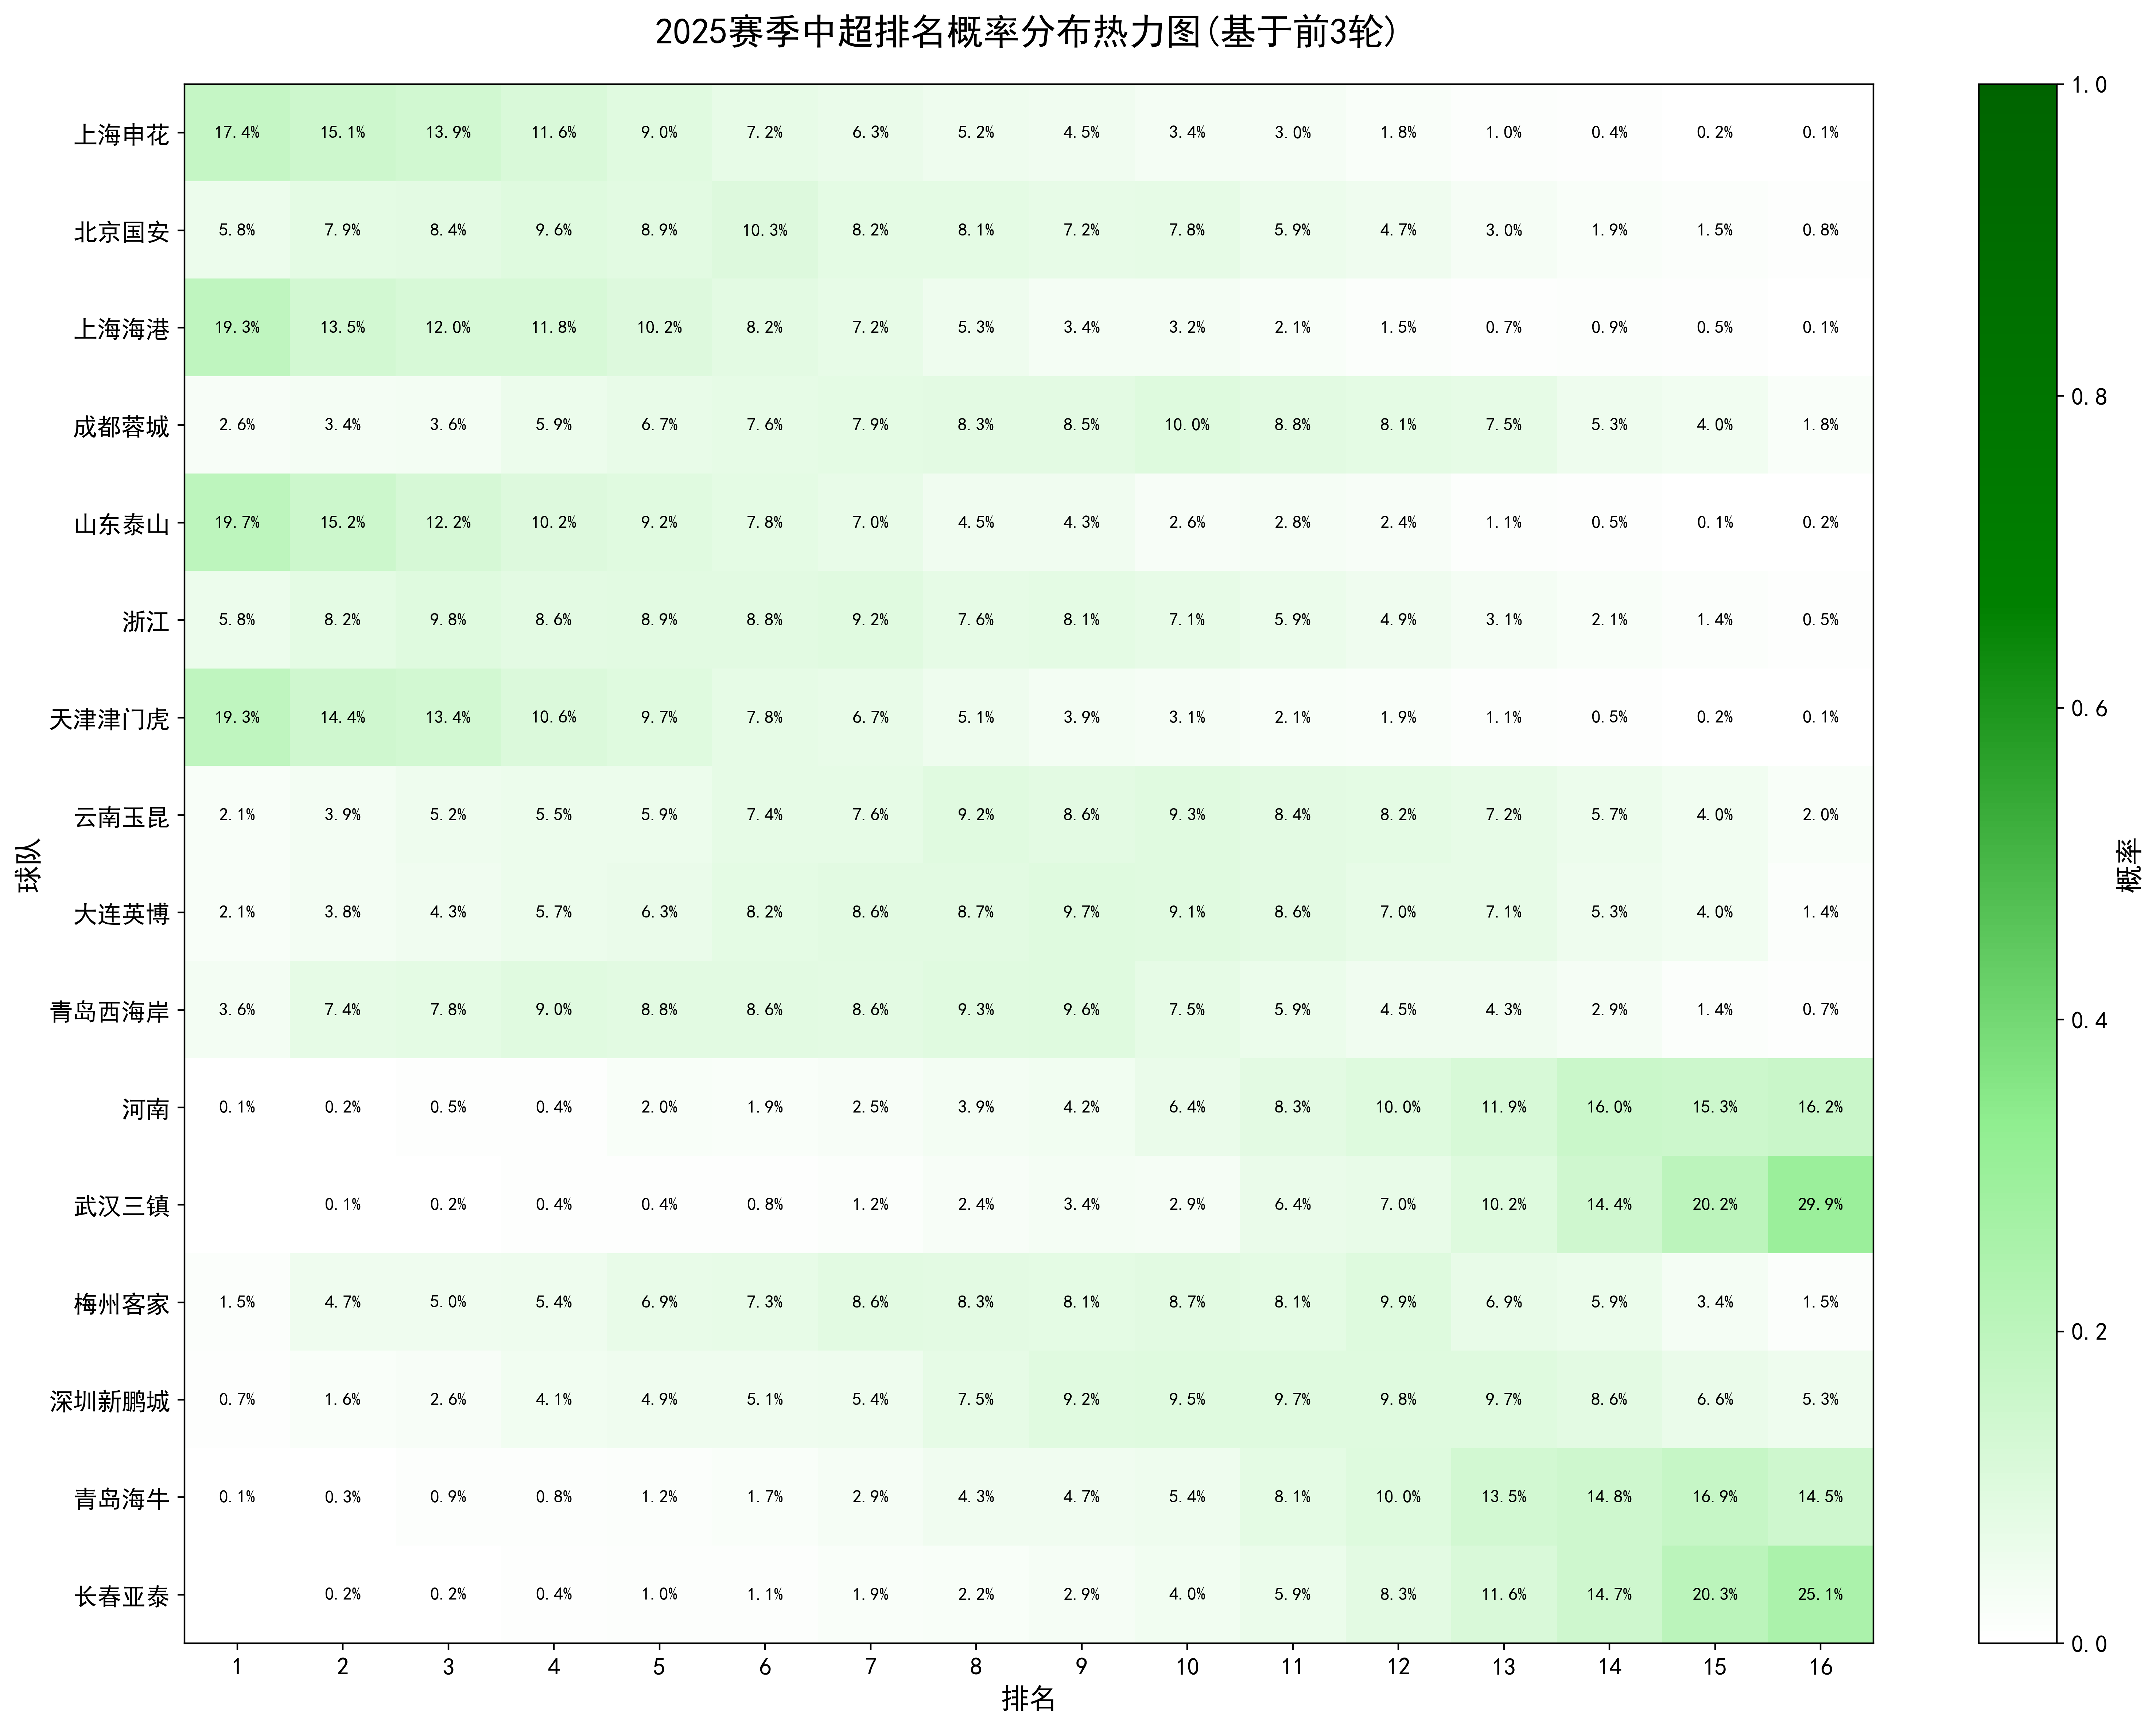 2025赛季中超排名概率分布热力图(基于前3轮)
上海申花 17.4% 15.1% 13.9% 11.6% 9.0% 7.2% 6.3% 5.2% 4.5% 3.4% 3.0% 1.8% 1.0% 0.4% 0.2% 0.1%
北京国安 5.8% 7.9% 8.4% 9.6% 8.9% 10.3% 8.2% 8.1% 7.2% 7.8% 5.9% 4.7% 3.0% 1.9% 1.5% 0.8%
上海海港 19.3% 13.5% 12.0% 11.8% 10.2% 8.2% 7.2% 5.3% 3.4% 3.2% 2.1% 1.5% 0.7% 0.9% 0.5% 0.1%
成都蓉城 2.6% 3.4% 3.6% 5.9% 6.7% 7.6% 7.9% 8.3% 8.5% 10.0% 8.8% 8.1% 7.5% 5.3% 4.0% 1.8%
山东泰山 19.7% 15.2% 12.2% 10.2% 9.2% 7.8% 7.0% 4.5% 4.3% 2.6% 2.8% 2.4% 1.1% 0.5% 0.1% 0.2%
浙江 5.8% 8.2% 9.8% 8.6% 8.9% 8.8% 9.2% 7.6% 8.1% 7.1% 5.9% 4.9% 3.1% 2.1% 1.4% 0.5%
天津津门虎 19.3% 14.4% 13.4% 10.6% 9.7% 7.8% 6.7% 5.1% 3.9% 3.1% 2.1% 1.9% 1.1% 0.5% 0.2% 0.1%
云南玉昆 2.1% 3.9% 5.2% 5.5% 5.9% 7.4% 7.6% 9.2% 8.6% 9.3% 8.4% 8.2% 7.2% 5.7% 4.0% 2.0%
大连英博 2.1% 3.8% 4.3% 5.7% 6.3% 8.2% 8.6% 8.7% 9.7% 9.1% 8.6% 7.0% 7.1% 5.3% 4.0% 1.4%
青岛西海岸 3.6% 7.4% 7.8% 9.0% 8.8% 8.6% 8.6% 9.3% 9.6% 7.5% 5.9% 4.5% 4.3% 2.9% 1.4% 0.7%
河南 0.1% 0.2% 0.5% 0.4% 2.0% 1.9% 2.5% 3.9% 4.2% 6.4% 8.3% 10.0% 11.9% 16.0% 15.3% 16.2%
武汉三镇 0.1% 0.2% 0.4% 0.4% 0.8% 1.2% 2.4% 3.4% 2.9% 6.4% 7.0% 10.2% 14.4% 20.2% 29.9%
梅州客家 1.5% 4.7% 5.0% 5.4% 6.9% 7.3% 8.6% 8.3% 8.1% 8.7% 8.1% 9.9% 6.9% 5.9% 3.4% 1.5%
深圳新鹏城 0.7% 1.6% 2.6% 4.1% 4.9% 5.1% 5.4% 7.5% 9.2% 9.5% 9.7% 9.8% 9.7% 8.6% 6.6% 5.3%
青岛海牛 0.1% 0.3% 0.9% 0.8% 1.2% 1.7% 2.9% 4.3% 4.7% 5.4% 8.1% 10.0% 13.5% 14.8% 16.9% 14.5%
长春亚泰 0.2% 0.2% 0.4% 1.0% 1.1% 1.9% 2.2% 2.9% 4.0% 5.9% 8.3% 11.6% 14.7% 20.3% 25.1%
1 2 3 4 5 6 7 8 9 10 11 12 13 14 15 16
排名
球队
1.0
0.8
0.6
0.4
0.2
0.0
概率